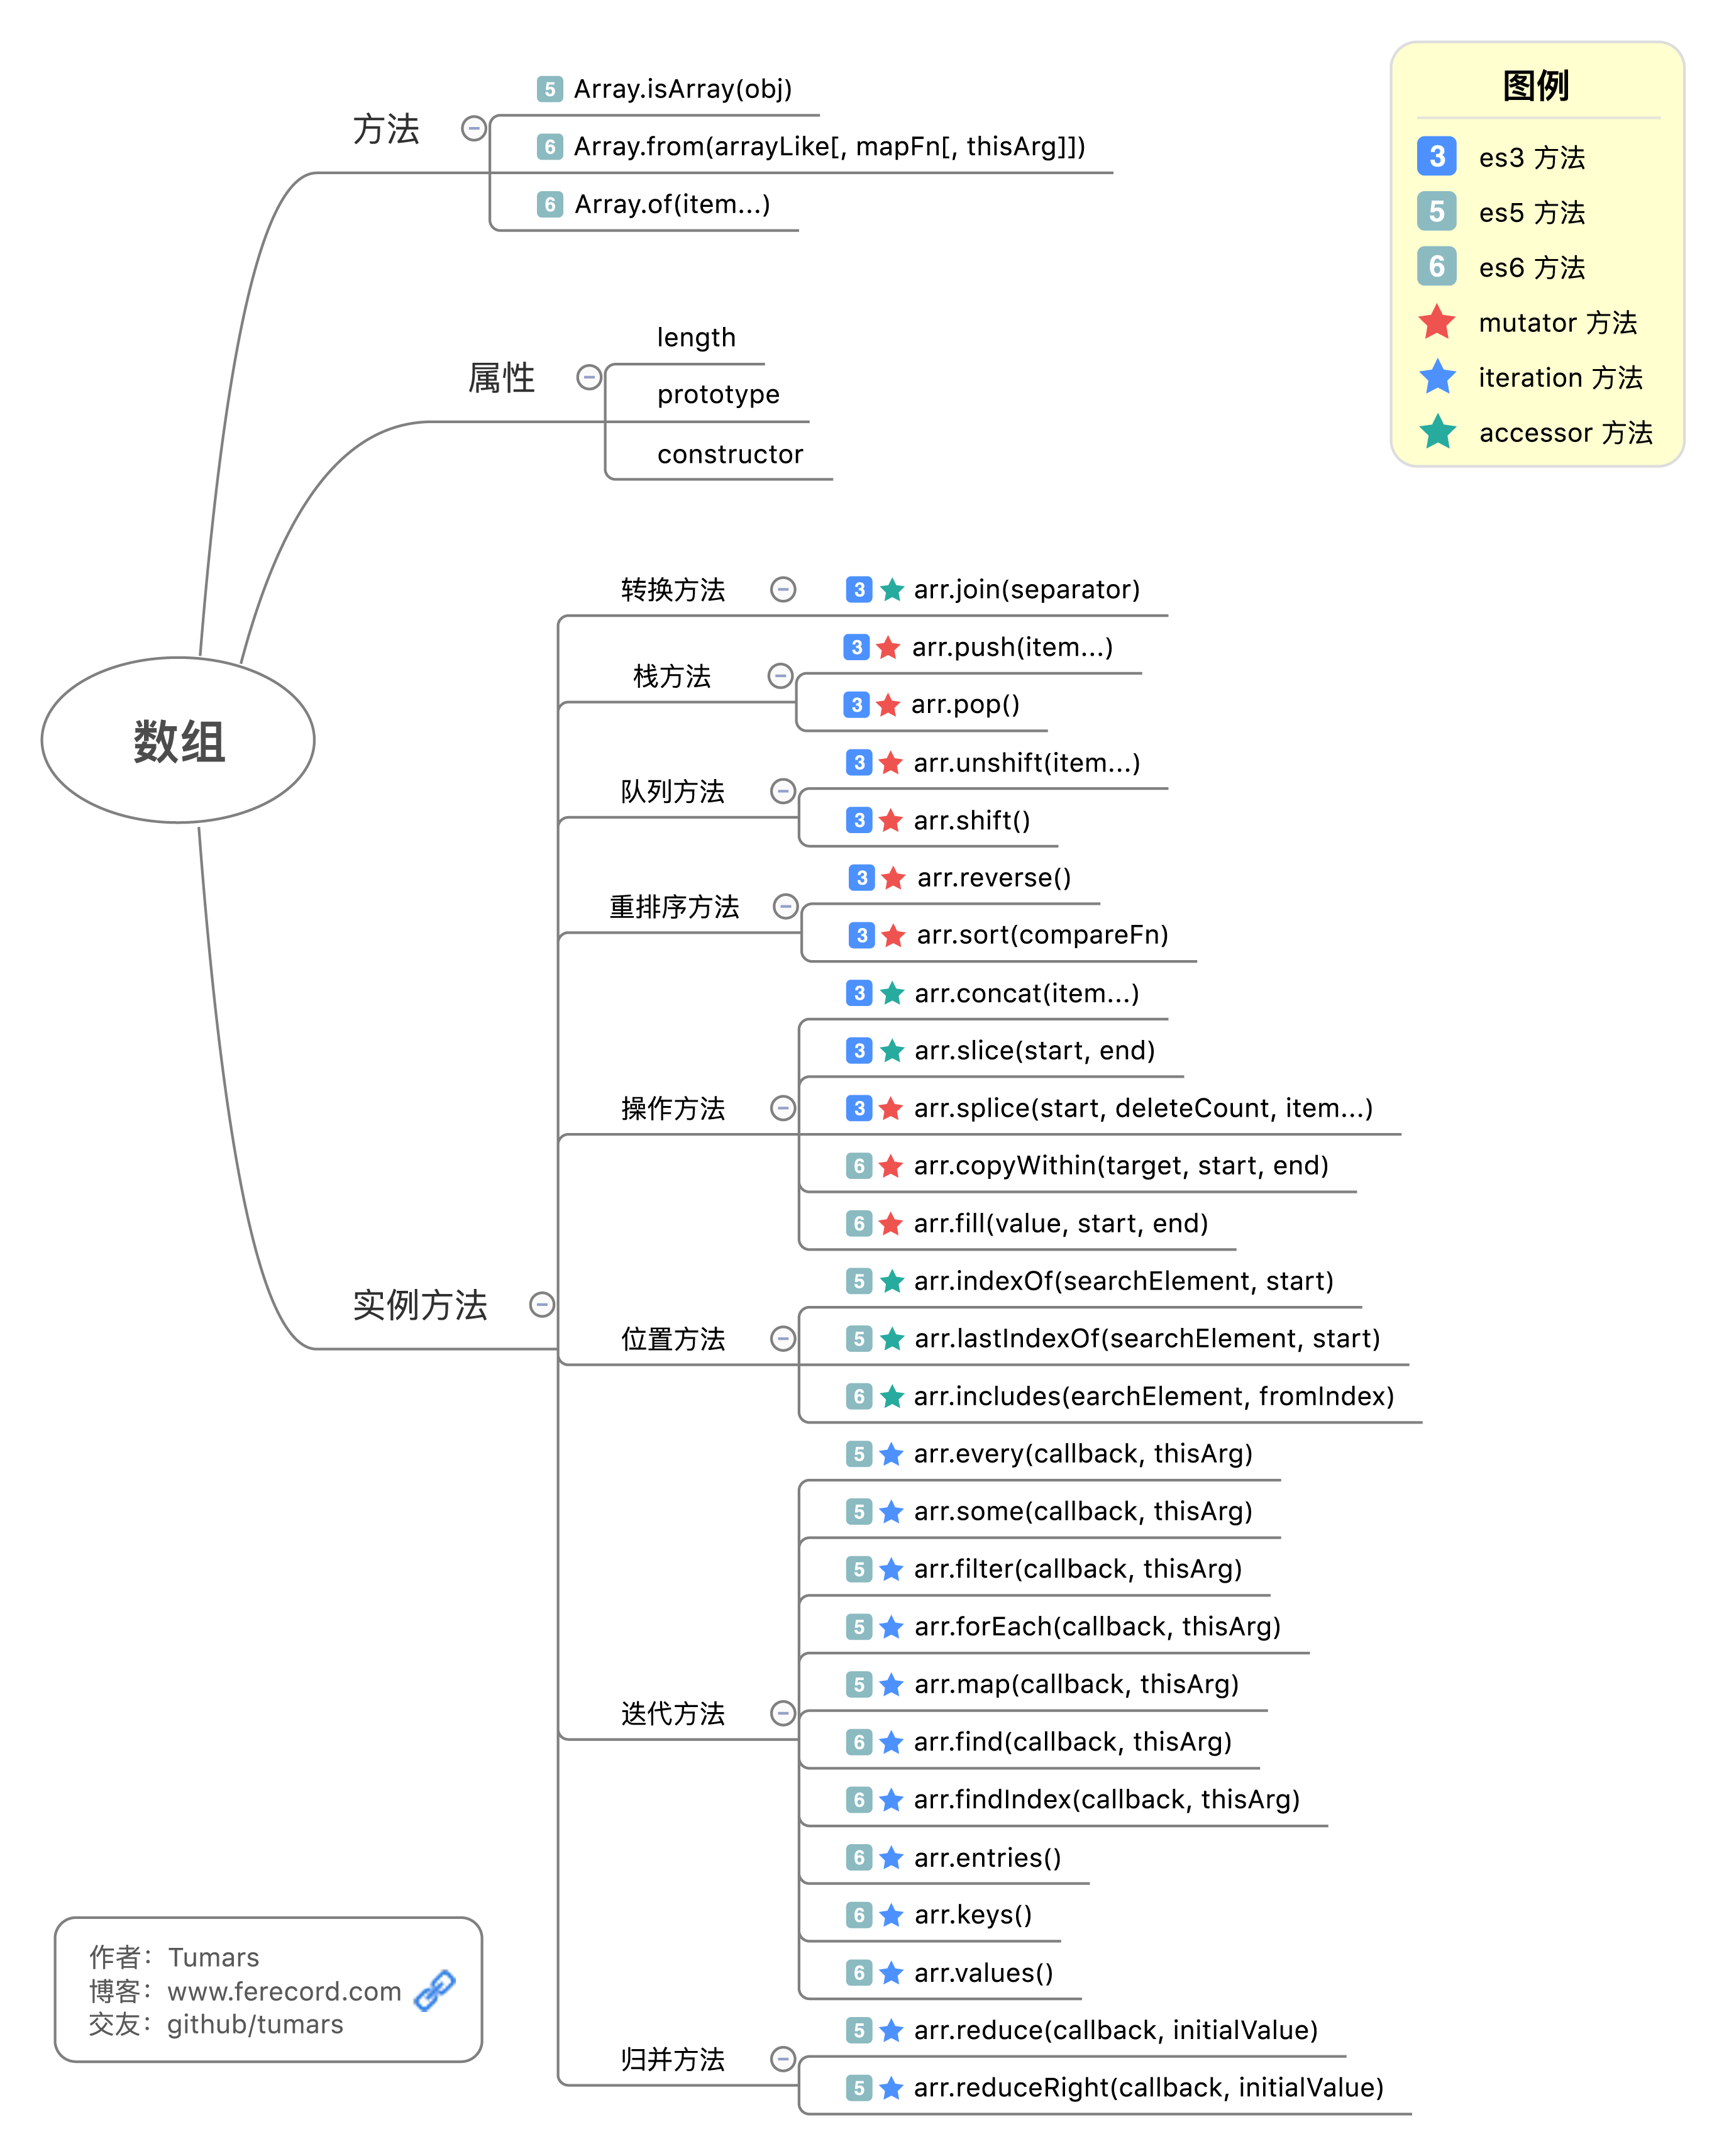 图例
3 es3 方法
5 es5 方法
6 es6 方法
mutator 方法
iteration 方法
accessor 方法
数组
方法
5 Array.isArray(obj)
6 Array.from(arrayLike[, mapFn[, thisArg]])
6 Array.of(item...)
属性
length
prototype
constructor
实例方法
转换方法
3 arr.join(separator)
栈方法
3 arr.push(item...)
3 arr.pop()
队列方法
3 arr.unshift(item...)
3 arr.shift()
重排序方法
3 arr.reverse()
3 arr.sort(compareFn)
操作方法
3 arr.concat(item...)
3 arr.slice(start, end)
3 arr.splice(start, deleteCount, item...)
6 arr.copyWithin(target, start, end)
6 arr.fill(value, start, end)
位置方法
5 arr.indexOf(searchElement, start)
5 arr.lastIndexOf(searchElement, start)
6 arr.includes(earchElement, fromIndex)
迭代方法
5 arr.every(callback, thisArg)
5 arr.some(callback, thisArg)
5 arr.filter(callback, thisArg)
5 arr.forEach(callback, thisArg)
5 arr.map(callback, thisArg)
6 arr.find(callback, thisArg)
6 arr.findIndex(callback, thisArg)
6 arr.entries()
6 arr.keys()
6 arr.values()
归并方法
5 arr.reduce(callback, initialValue)
5 arr.reduceRight(callback, initialValue)
作者：Tumars
博客：www.ferecord.com
交友：github/tumars